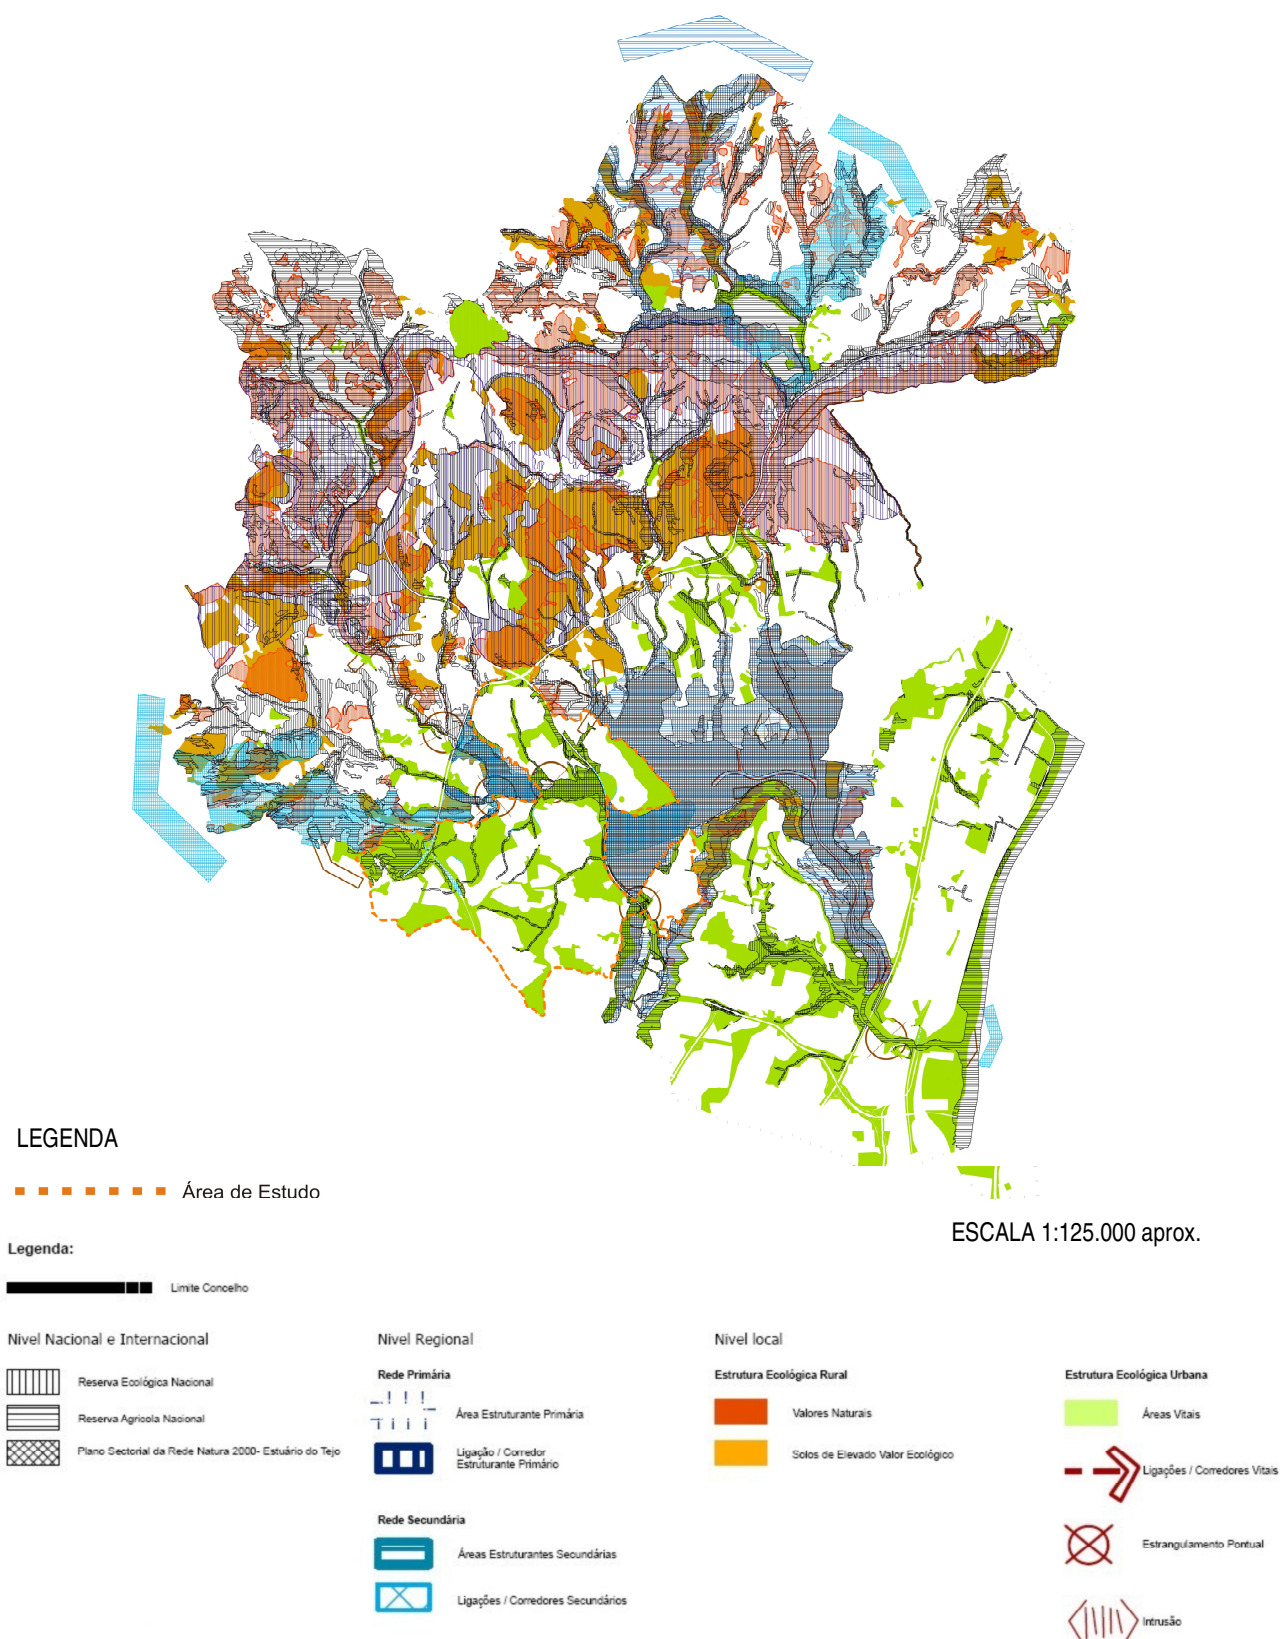 LEGENDA
Área de Estudo
ESCALA 1:125.000 aprox.
Legenda:
Limite Concelho
Nivel Nacional e Internacional
Reserva Ecológica Nacional
Reserva Agricola Nacional
Plano Sectorial da Rede Natura 2000- Estuário do Tejo
Nivel Regional
Rede Primária
Área Estruturante Primária
Ligação / Corredor
Estruturante Primário
Rede Secundária
Áreas Estruturantes Secundárias
Ligações / Corredores Secundários
Nivel local
Estrutura Ecológica Rural
Valores Naturais
Solos de Elevado Valor Ecológico
Estrutura Ecológica Urbana
Áreas Vitais
Ligações / Corredores Vitais
Estrangulamento Pontual
Intrusão